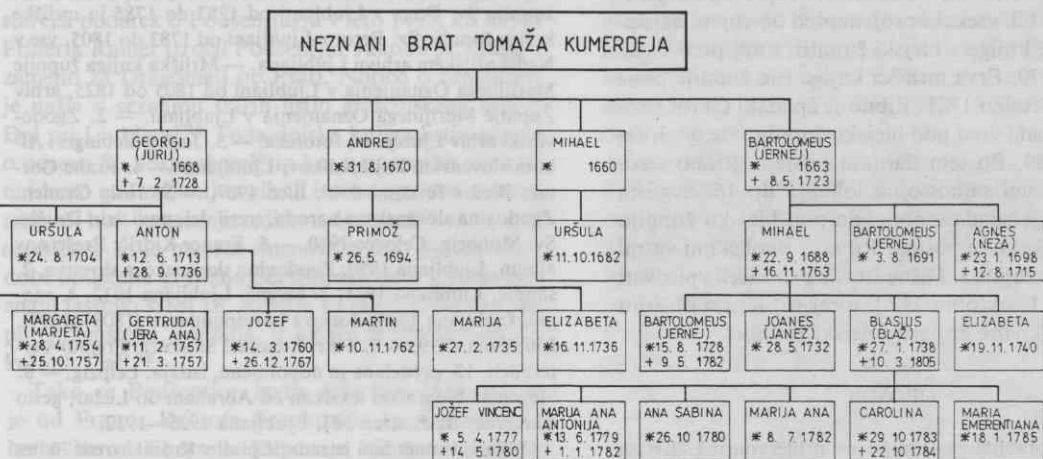 NEZNANI BRAT TOMAŽA KUMERDEJA
GEORGIJ
(JURIJ)
* 1668
+ 7. 2. 1728
ANDREJ
*31.8.1670
MIHAEL
* 1660
BARTOLOMEUS
(JERNEJ)
* 1663
+ 8. 5. 1723
URŠULA
*24. 8. 1704
ANTON
*12. 6. 1713
+28. 9. 1736
PRIMOŽ
*26.5.1694
URŠULA
*11.10.1682
MIHAEL
*22. 9. 1688
+16.11.1763
BARTHOLOMEUS
(JERNEJ)
* 3. 8. 1691
AGNES
(NEŽA)
*23. 1. 1698
+12. 8. 1715
MARGARETA
(MARJETA)
*28. 4. 1754
+25.10.1757
GERTRUDA
(JERA ANA)
*11. 2. 1757
+21. 3. 1757
JOŽEF
*14. 3. 1760
+26.12.1767
MARTIN
*10.11.1762
MARIJA
*27. 2. 1735
ELIZABETA
*16.11.1736
BARTOLOMEUS
(JERNEJ)
*15. 8. 1728
+ 9. 5. 1782
JOANES
(JANEZ)
*28. 5. 1732
BLASIUS
(BLAŽ)
*27. 1. 1738
+10. 3. 1805
ELIZABETA
*19.11.1740
JOŽEF VINCENC
* 5. 4. 1777
+14. 5. 1780
MARIJA ANA
ANTONIJA
*13. 6. 1779
+ 1. 1. 1782
ANA SABINA
*26.10 1780
MARIJA ANA
* 8. 7. 1782
CAROLINA
*29 10 1783
+22 10. 1784
MARIA
EMERENTIANA
*18. 1. 1785